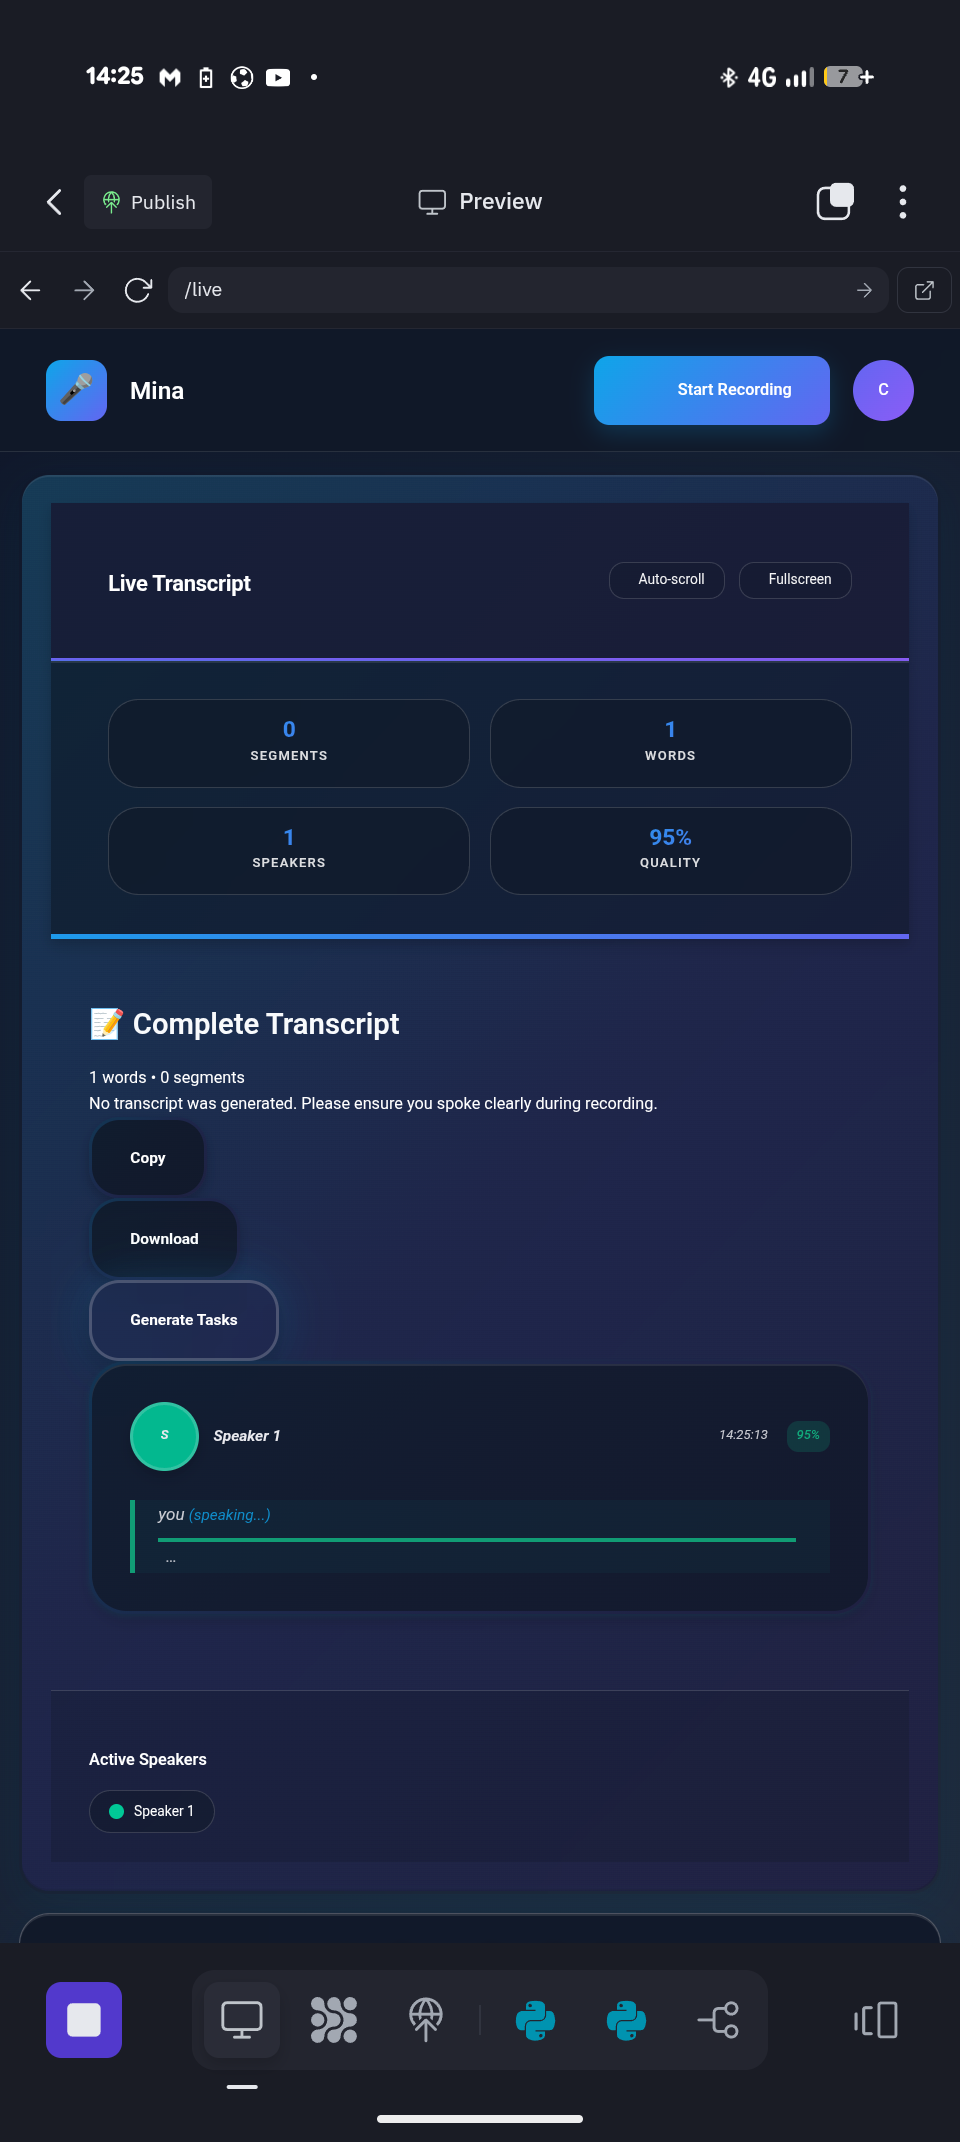 14:25
4G
7
Publish
Preview
/live
Mina
Start Recording
C
Live Transcript
Auto-scroll
Fullscreen
0
SEGMENTS
1
WORDS
1
SPEAKERS
95%
QUALITY
📝 Complete Transcript
1 words • 0 segments
No transcript was generated. Please ensure you spoke clearly during recording.
Copy
Download
Generate Tasks
S
Speaker 1
14:25:13
95%
you (speaking...)
...
Active Speakers
Speaker 1